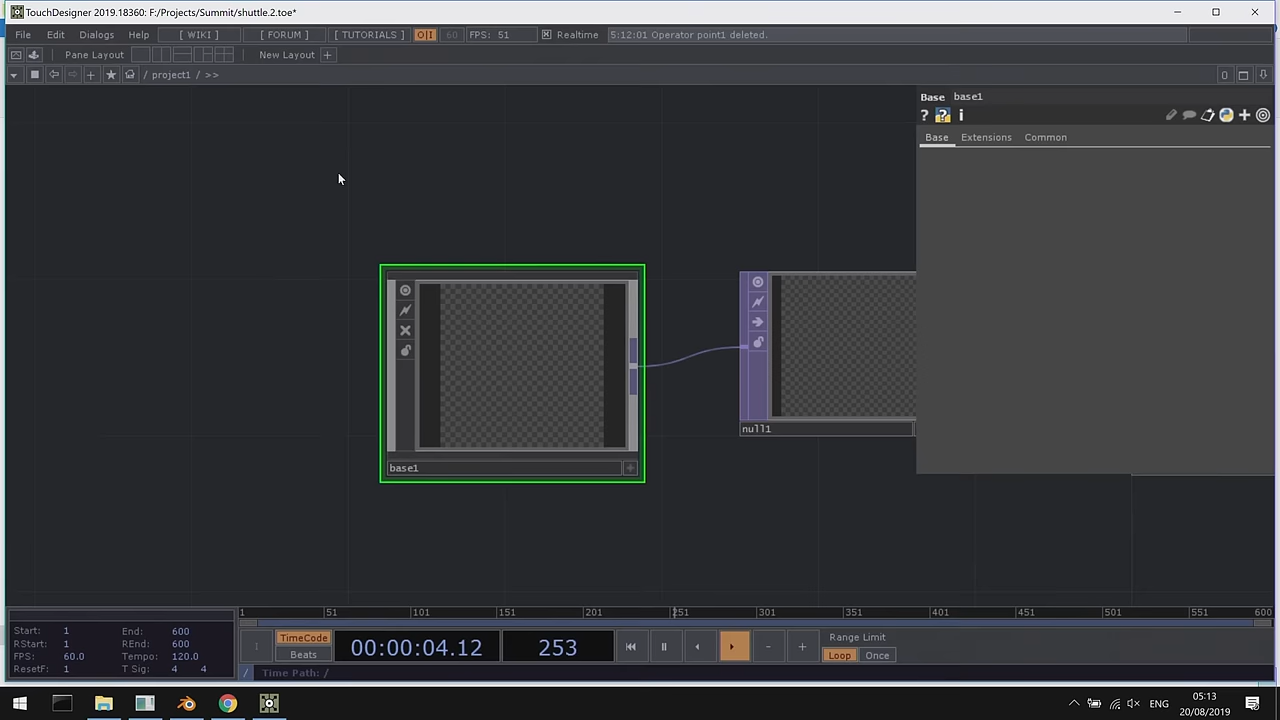 TouchDesigner 2019.18360: F:/Projects/Summit/shuttle.2.toe*
File Edit Dialogs Help [ WIKI ] [ FORUM ] [ TUTORIALS ] O|I 60 FPS: 51 Realtime 5:12:01 Operator point1 deleted.
Pane Layout New Layout +
/ project1 / >> 0
Base base1
? ? i
Base Extensions Common
base1
null1
1 51 101 151 201 251 301 351 401 451 501 551 600
Start: 1 End: 600
RStart: 1 REnd: 600
FPS: 60.0 Tempo: 120.0
ResetF: 1 T Sig: 4 4
TimeCode
Beats
00:00:04.12 253
Range Limit
Loop Once
/ Time Path: /
ENG
05:13
20/08/2019